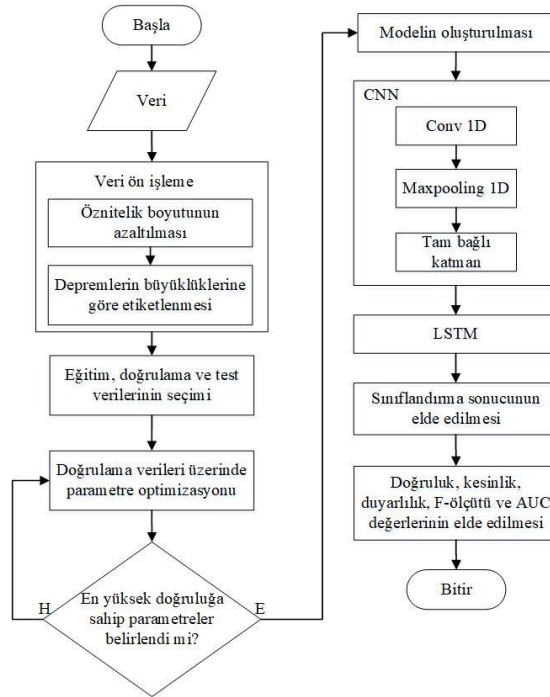 Başla
Veri
Veri ön işleme
Öznitelik boyutunun
azaltılması
Depremlerin büyüklüklerine
göre etiketlenmesi
Eğitim, doğrulama ve test
verilerinin seçimi
Doğrulama verileri üzerinde
parametre optimizasyonu
H
En yüksek doğruluğa
sahip parametreler
belirlendi mi?
E
Modelin oluşturulması
CNN
Conv 1D
Maxpooling 1D
Tam bağlı
katman
LSTM
Sınıflandırma sonucunun
elde edilmesi
Doğruluk, kesinlik,
duyarlılık, F-ölçütü ve AUC
değerlerinin elde edilmesi
Bitir